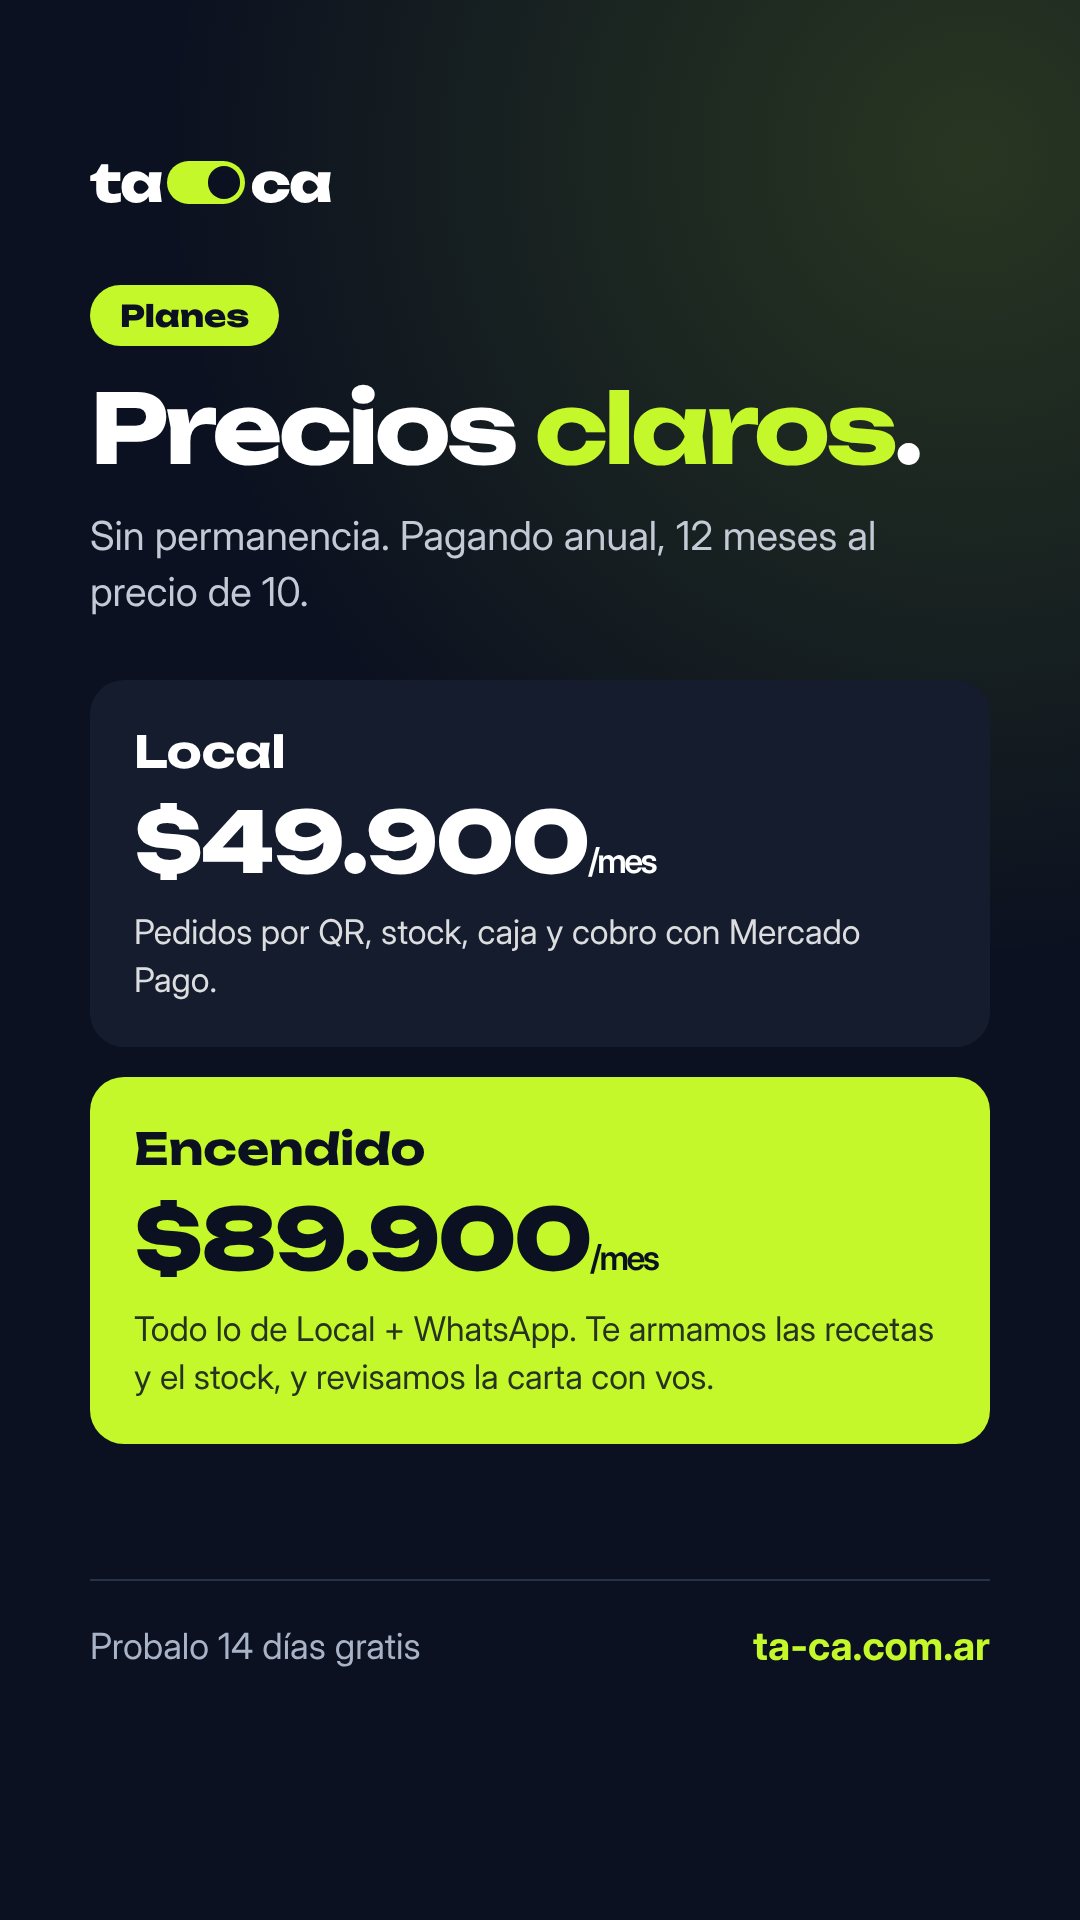 ta ca
Planes
Precios claros.
Sin permanencia. Pagando anual, 12 meses al
precio de 10.
Local
$49.900/mes
Pedidos por QR, stock, caja y cobro con Mercado
Pago.
Encendido
$89.900/mes
Todo lo de Local + WhatsApp. Te armamos las recetas
y el stock, y revisamos la carta con vos.
Probalo 14 días gratis
ta-ca.com.ar